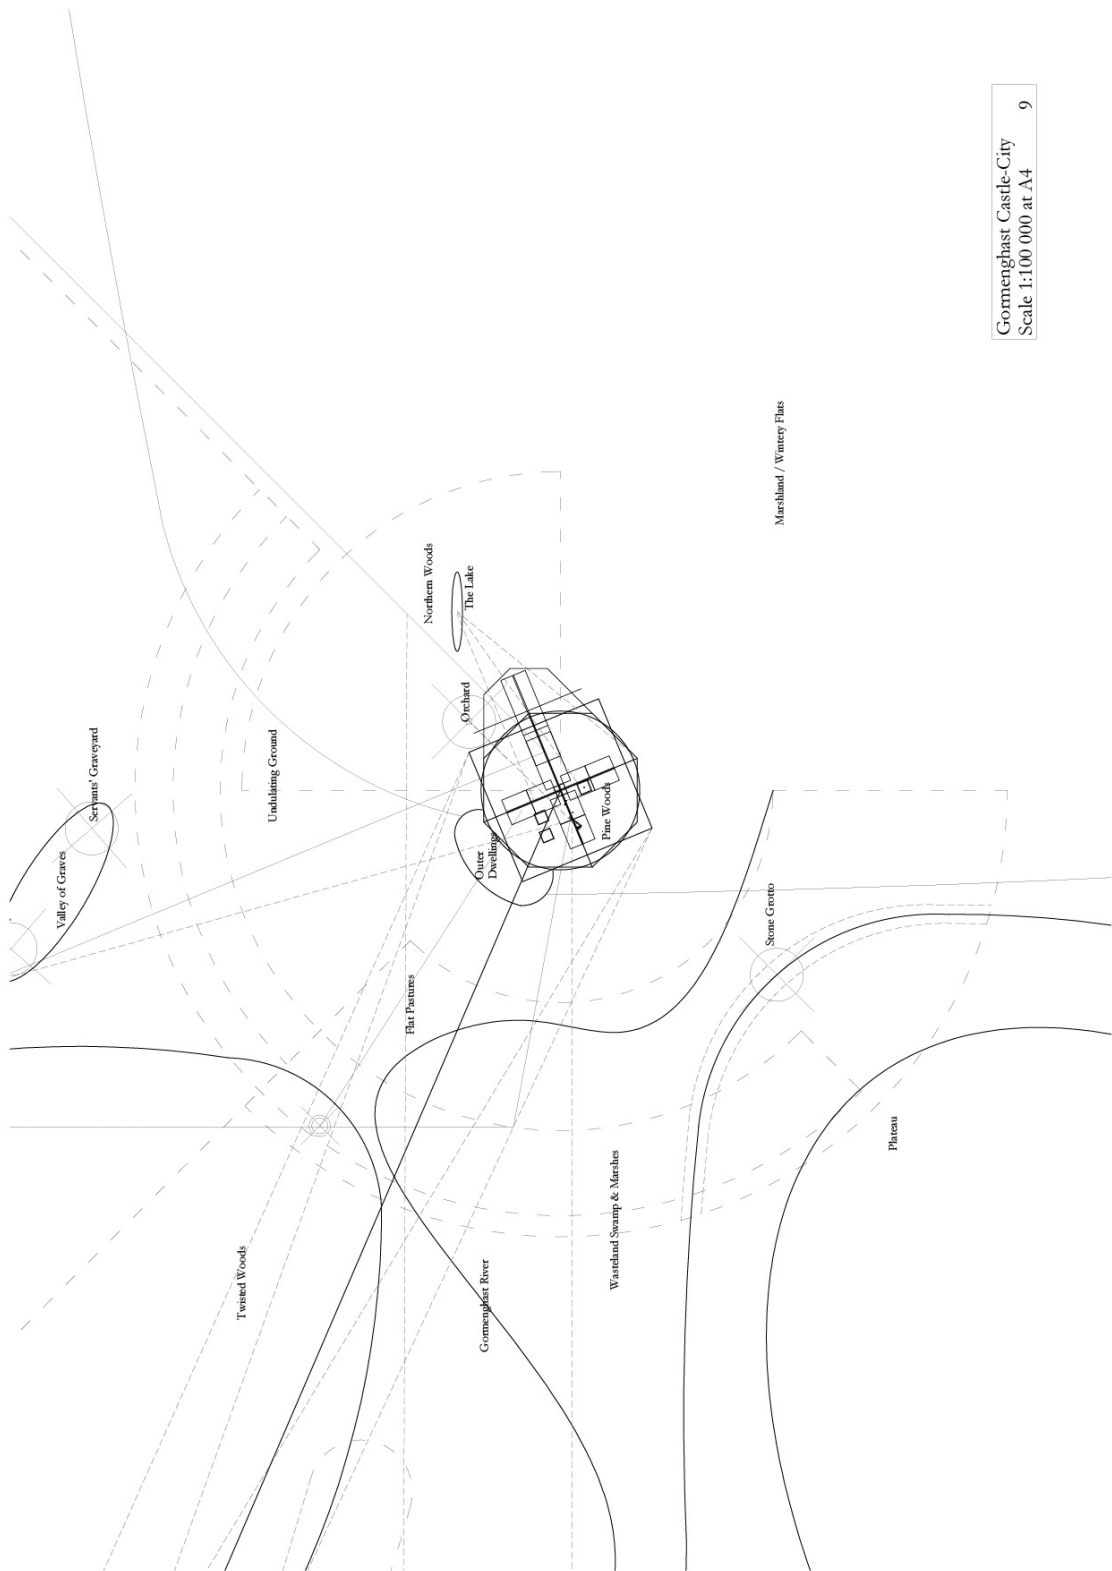 Servants' Graveyard
Valley of Graves
Undulating Ground
Northern Woods
The Lake
Orchard
Outer
Dwellings
Pine Woods
Flat Pastures
Twisted Woods
Gormenghast River
Wasteland Swamp & Marshes
Stone Grotto
Marshland / Wintery Flats
Plateau
Gormenghast Castle-City
Scale 1:100 000 at A4 9